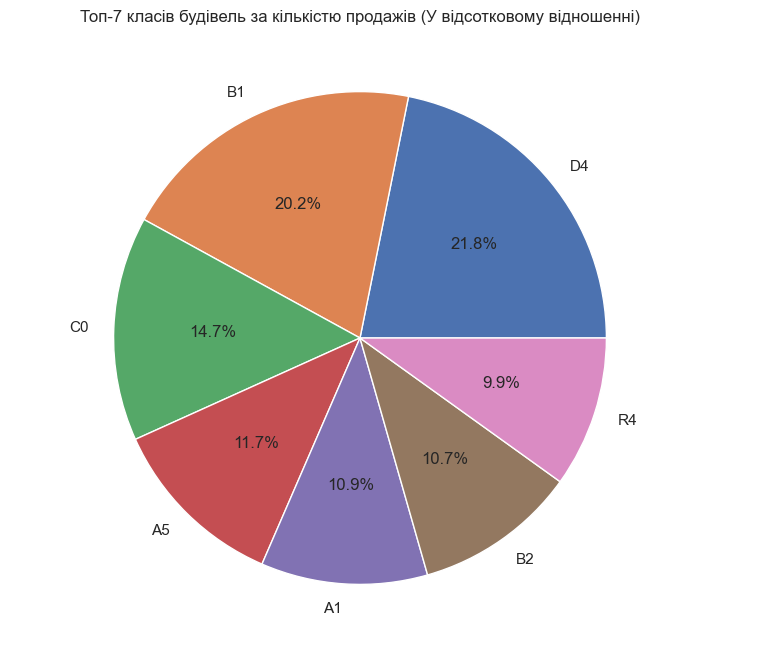 Топ-7 класів будівель за кількістю продажів (У відсотковому відношенні)
B1
D4
20.2%
21.8%
C0
14.7%
9.9%
R4
11.7%
10.7%
10.9%
A5
B2
A1